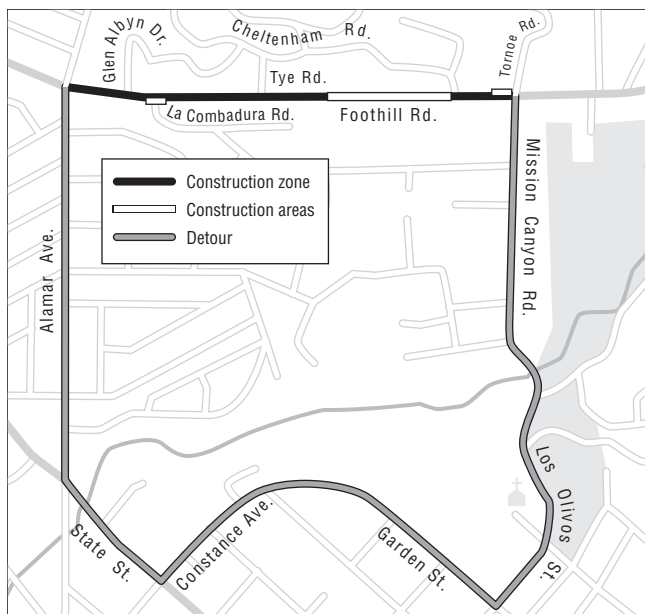 Glen Albyn Dr.
Cheltenham Rd.
Tornoe Rd.
Tye Rd.
La Combadura Rd.
Foothill Rd.
Construction zone
Construction areas
Detour
Alamar Ave.
Mission Canyon Rd.
Los Olivos St.
State St.
Constance Ave.
Garden St.